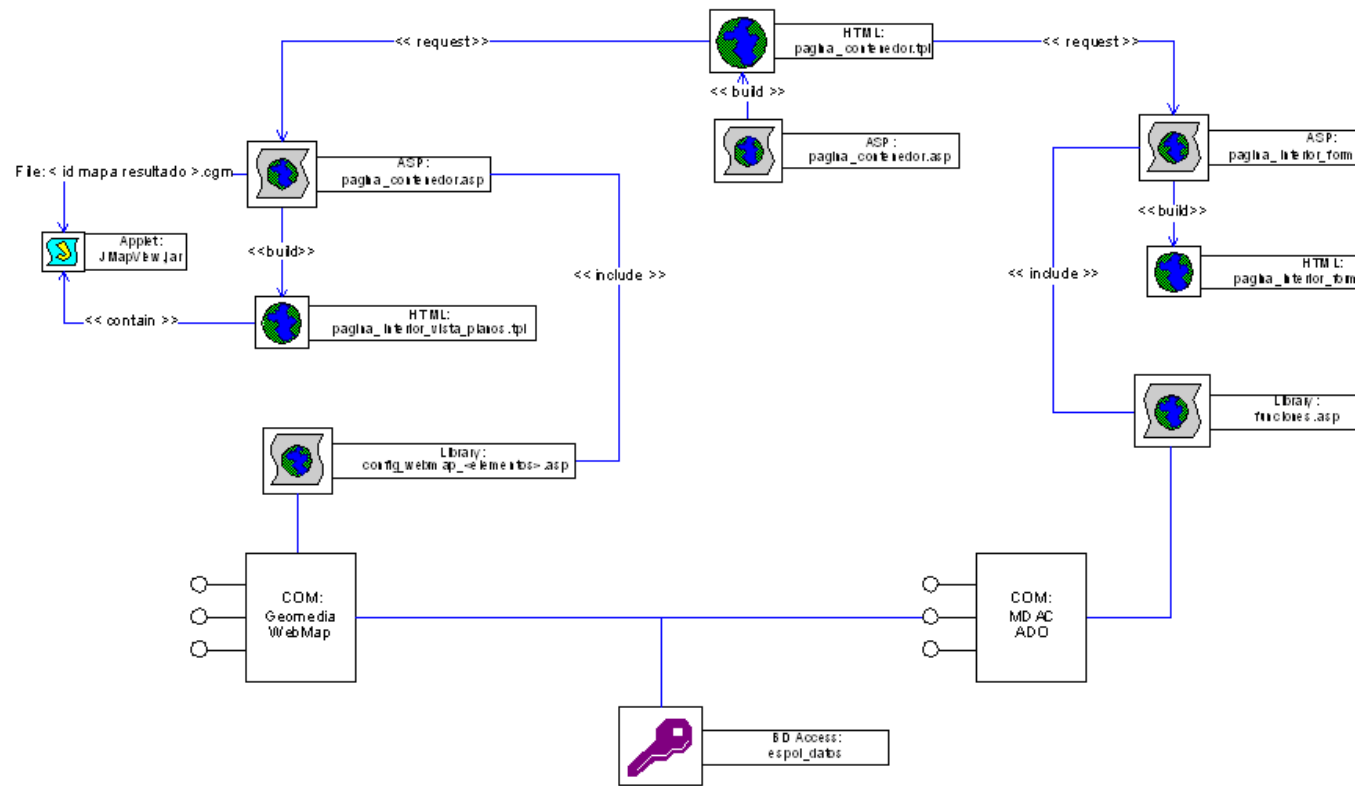 << request>>
HTML:
pagina_contenedor.tpl
<< request >>
<< build >>
ASP:
pagina_contenedor.asp
ASP:
pagina_interior_form
File: < id mapa resultado >.cgm
ASP:
pagina_contenedor.asp
Applet:
JMapView.jar
<<build>>
<< include >>
<<build>>
<< include >>
HTML:
pagina_interior_form
<< contain >>
HTML:
pagina_interior_vista_planos.tpl
Library:
funciones.asp
Library:
config_webmap_<elementos>.asp
COM:
Geomedia
WebMap
COM:
MDAC
ADO
BD Access:
espol_datos